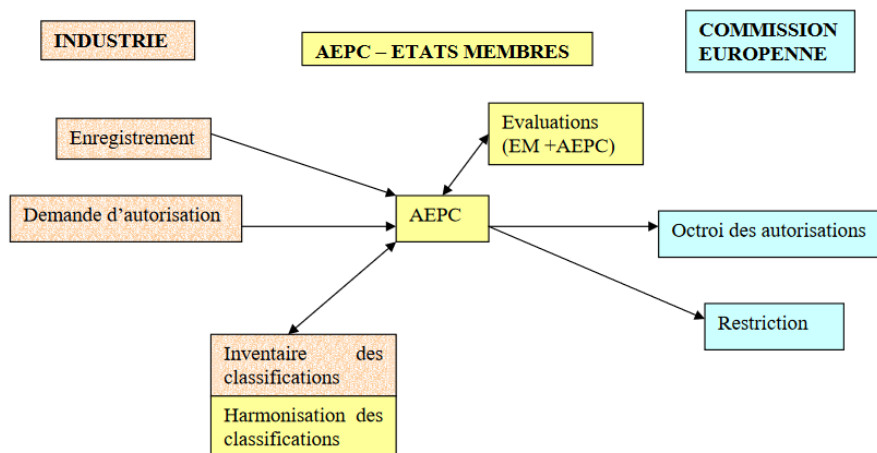 INDUSTRIE
AEPC – ETATS MEMBRES
COMMISSION
EUROPENNE
Enregistrement
Evaluations
(EM +AEPC)
Demande d'autorisation
AEPC
Octroi des autorisations
Restriction
Inventaire des
classifications
Harmonisation des
classifications